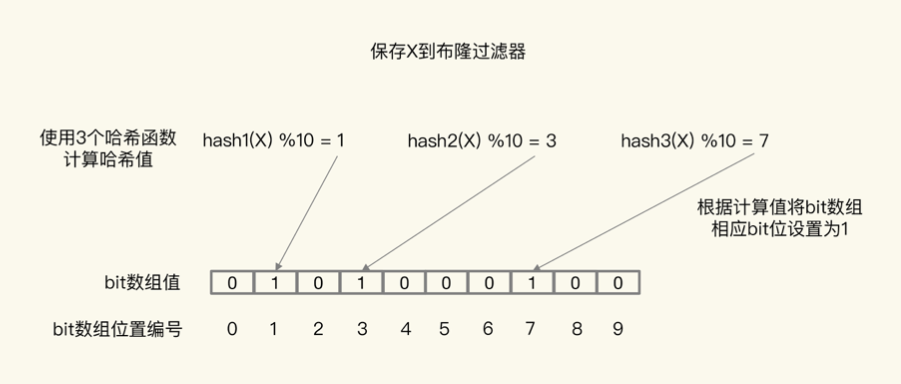 保存X到布隆过滤器
使用3个哈希函数
计算哈希值
hash1(X) %10 = 1
hash2(X) %10 = 3
hash3(X) %10 = 7
根据计算值将bit数组
相应bit位设置为1
bit数组值 0 1 0 1 0 0 0 1 0 0
bit数组位置编号 0 1 2 3 4 5 6 7 8 9